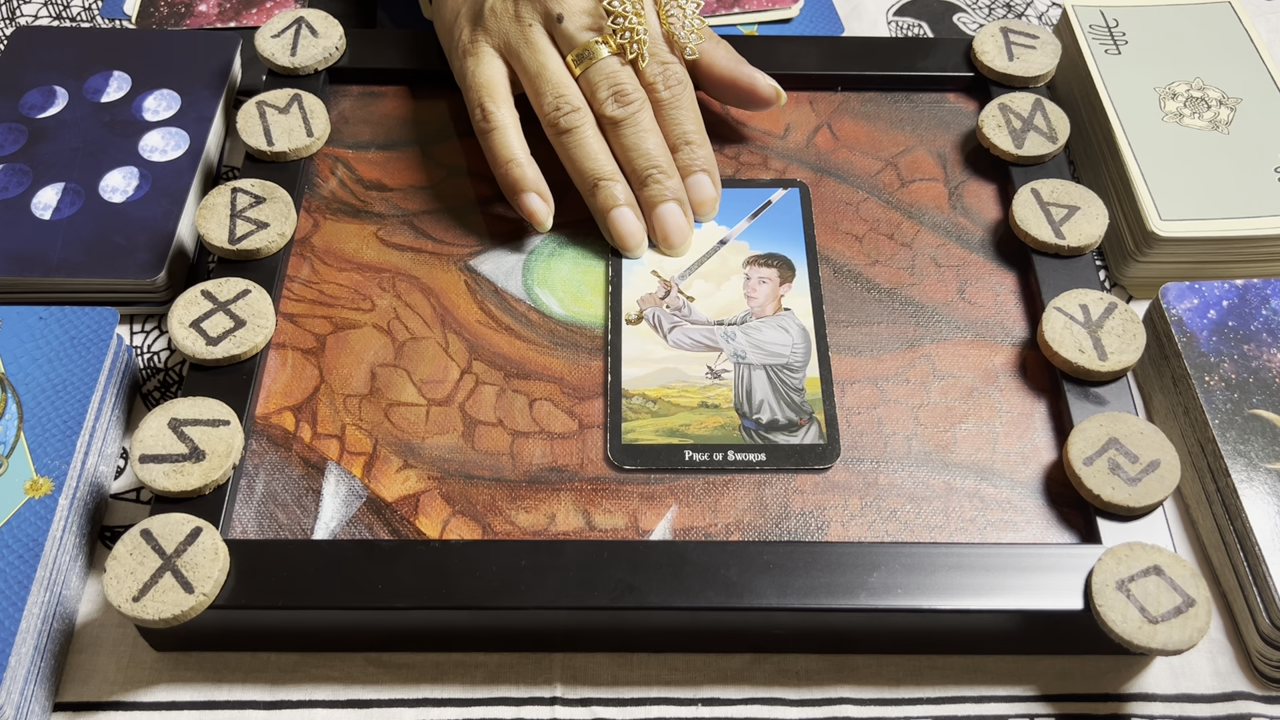 ᛏ
ᛖ
ᛒ
ᛟ
ᛊ
ᚷ
PAGE OF SWORDS
ᚨ
ᛞ
ᚦ
ᛉ
ᛃ
ᛜ